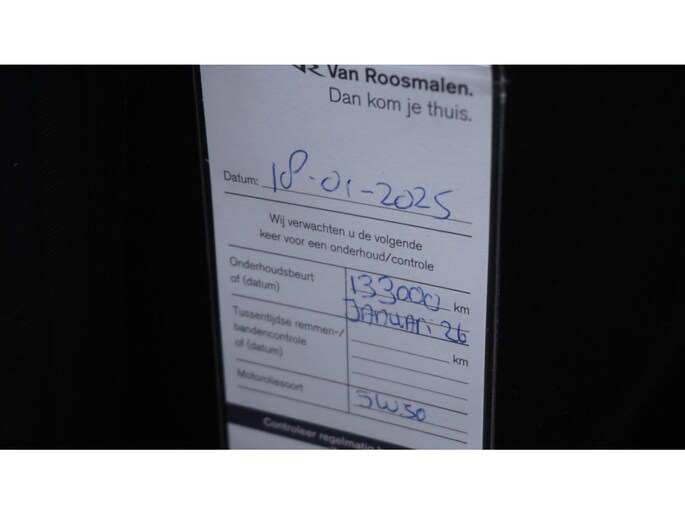 Van Roosmalen.
Dan kom je thuis.
Datum: 18-01-2025
Wij verwachten u de volgende
keer voor een onderhoud/controle
Onderhoudsbeurt
of (datum)
133000 km
JANUARI 26
Tussentijdse remmen-/
bandencontrole
of (datum)
km
Motoroliesoort
5W30
Controleer regelmatig